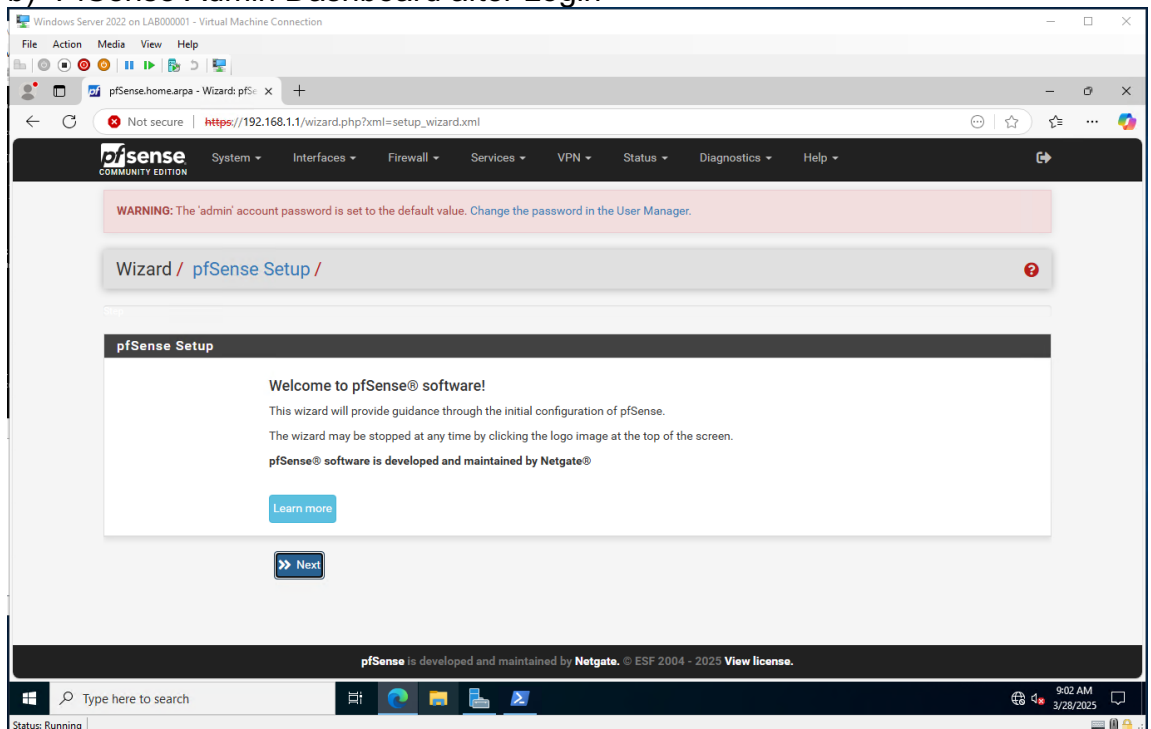 b) PfSense Admin Dashboard after Login
Windows Server 2022 on LAB000001 - Virtual Machine Connection
File Action Media View Help
pfSense.home.arpa - Wizard: pfSe
Not secure https://192.168.1.1/wizard.php?xml=setup_wizard.xml
pfsense System Interfaces Firewall Services VPN Status Diagnostics Help
COMMUNITY EDITION
WARNING: The 'admin' account password is set to the default value. Change the password in the User Manager.
Wizard / pfSense Setup /
Step
pfSense Setup
Welcome to pfSense® software!
This wizard will provide guidance through the initial configuration of pfSense.
The wizard may be stopped at any time by clicking the logo image at the top of the screen.
pfSense® software is developed and maintained by Netgate®
Learn more
Next
pfSense is developed and maintained by Netgate. © ESF 2004 - 2025 View license.
Type here to search
9:02 AM
3/28/2025
Status: Running